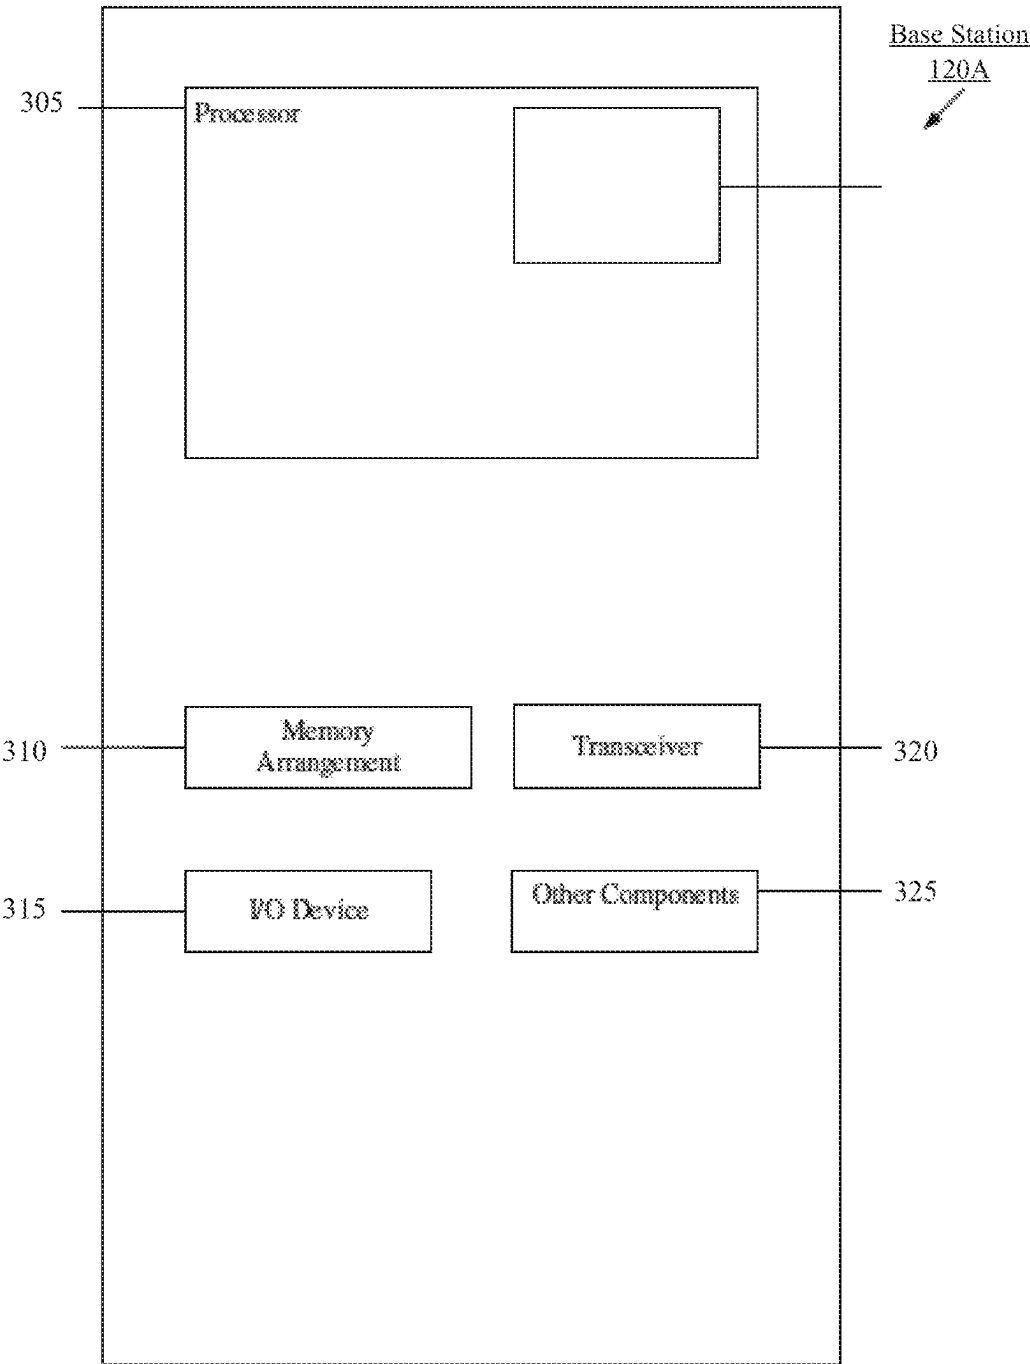 Base Station
120A
305
Processor
310
Memory
Arrangement
Transceiver
320
315
I/O Device
Other Components
325